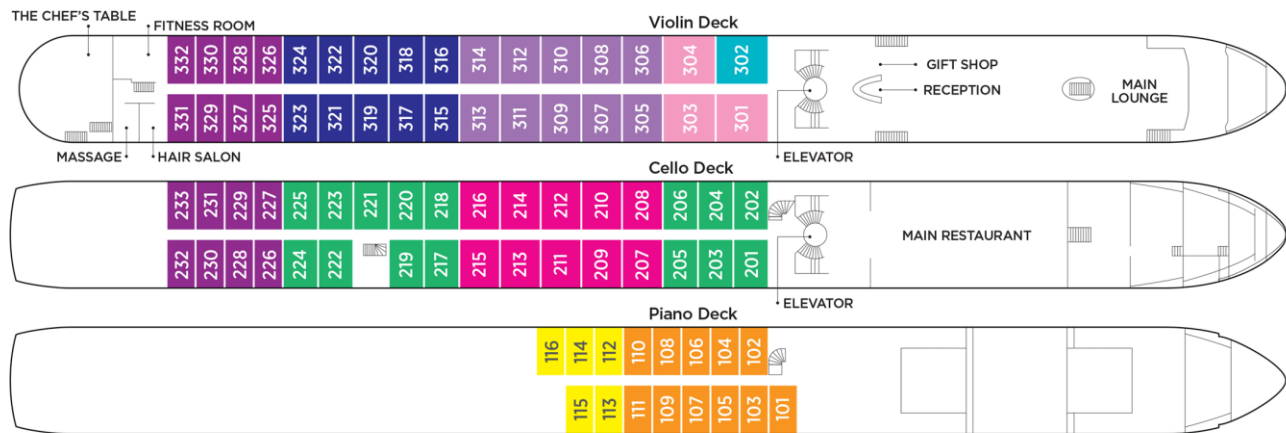 THE CHEF'S TABLE
FITNESS ROOM
Violin Deck
332 330 328 326 324 322 320 318 316 314 312 310 308 306 304 302
GIFT SHOP
RECEPTION
MAIN
LOUNGE
331 329 327 325 323 321 319 317 315 313 311 309 307 305 303 301
MASSAGE
HAIR SALON
ELEVATOR
Cello Deck
233 231 229 227 225 223 221 220 218 216 214 212 210 208 206 204 202
MAIN RESTAURANT
232 230 228 226 224 222 219 217 215 213 211 209 207 205 203 201
ELEVATOR
Piano Deck
116 114 112 110 108 106 104 102
115 113 111 109 107 105 103 101